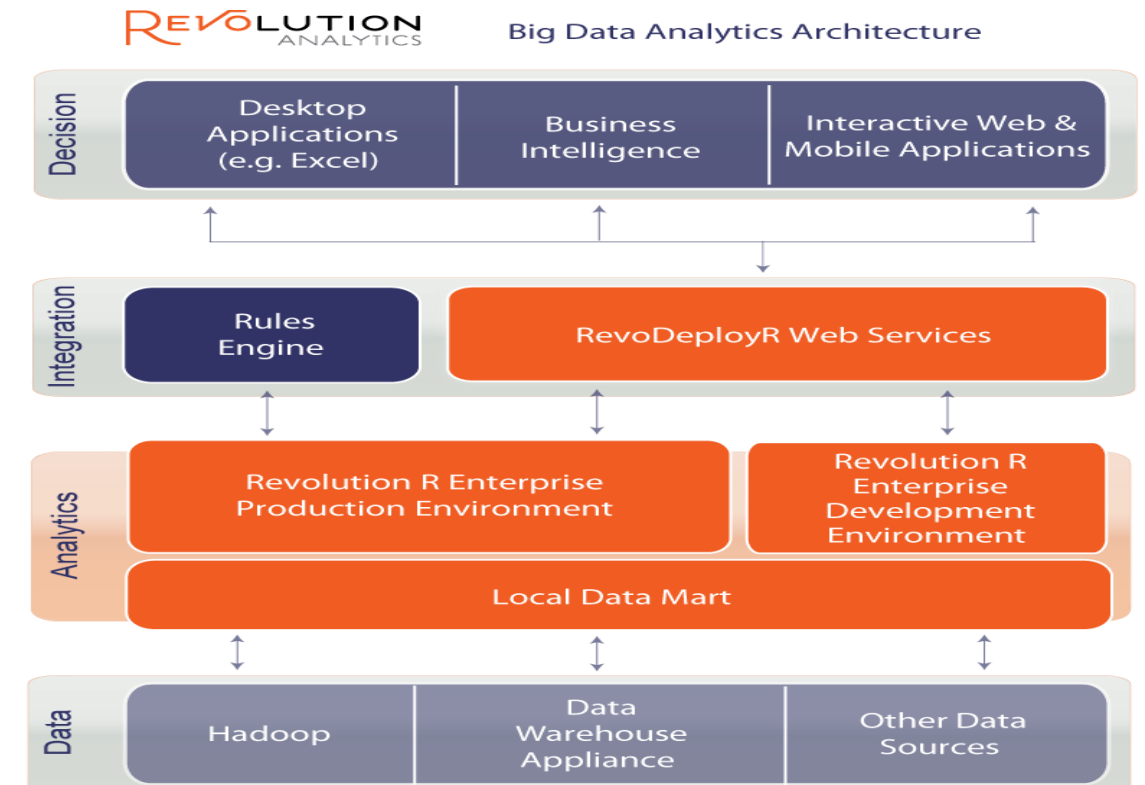 REVOLUTION
ANALYTICS
Big Data Analytics Architecture
Decision
Desktop
Applications
(e.g. Excel)
Business
Intelligence
Interactive Web &
Mobile Applications
Integration
Rules
Engine
RevoDeployR Web Services
Analytics
Revolution R Enterprise
Production Environment
Revolution R
Enterprise
Development
Environment
Local Data Mart
Data
Hadoop
Data
Warehouse
Appliance
Other Data
Sources